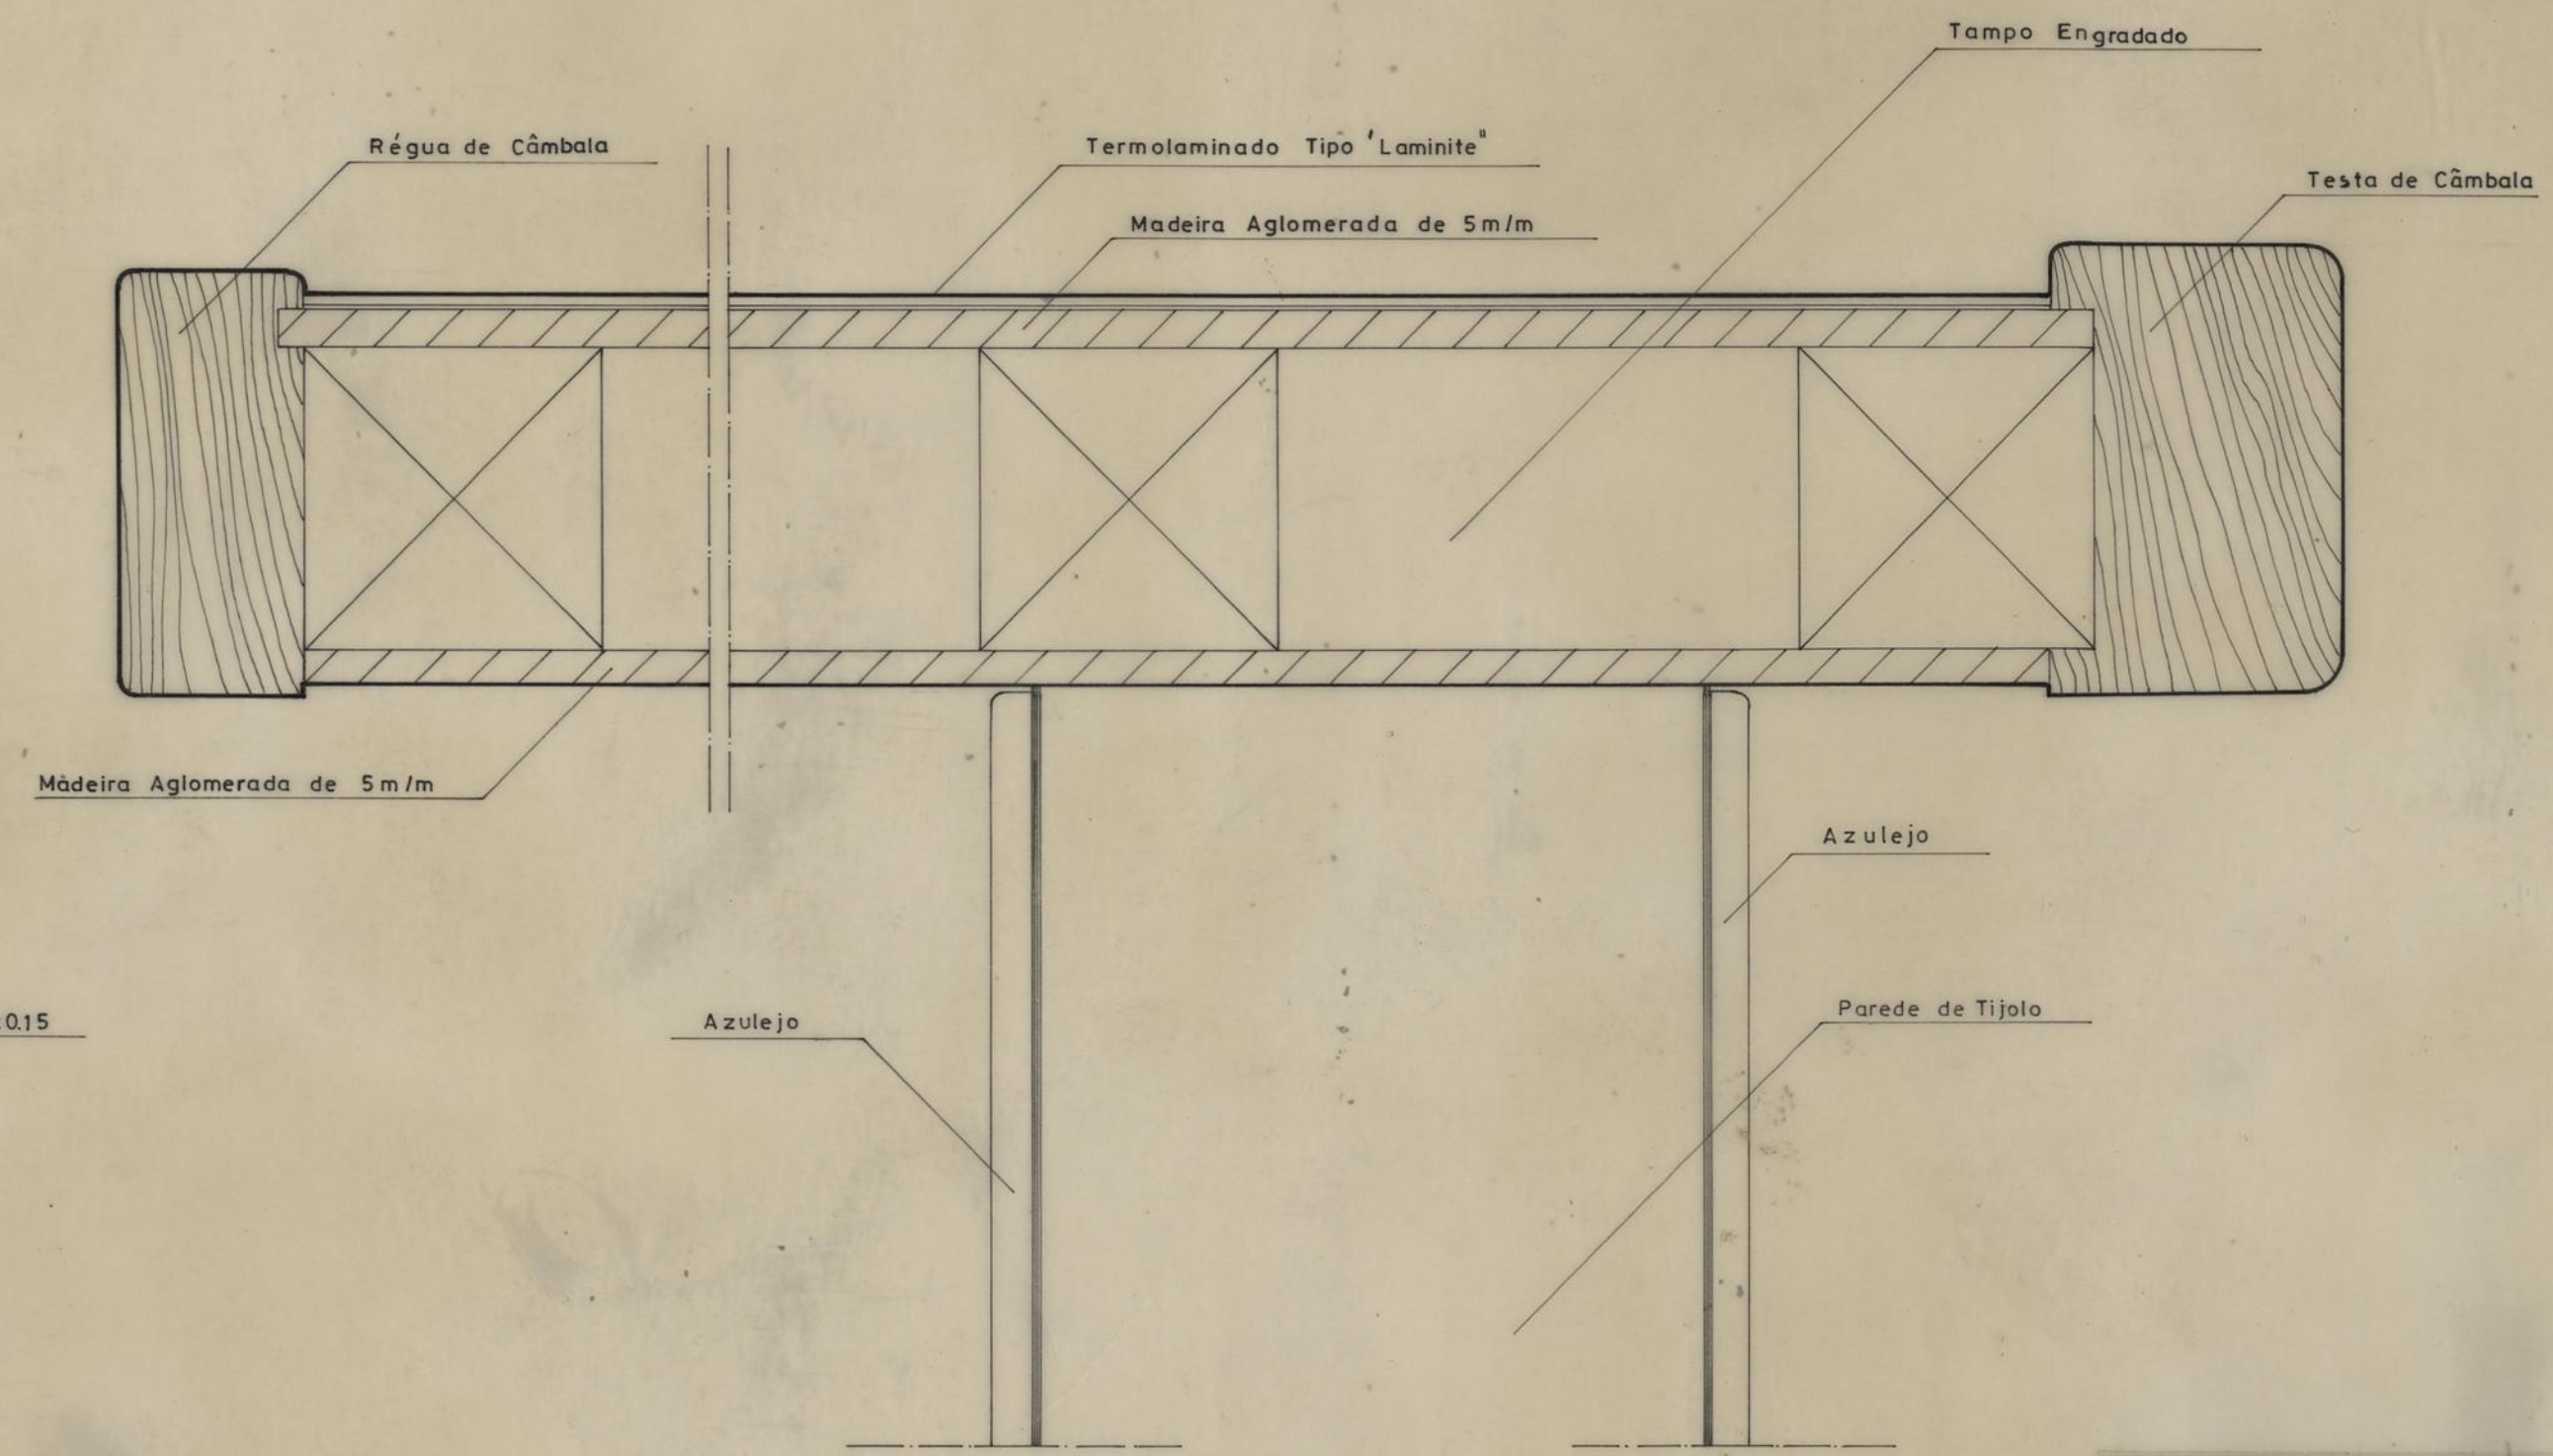 Tampo Engradado
Régua de Câmbala
Termolaminado Tipo 'Laminite"
Testa de Câmbala
Madeira Aglomerada de 5m/m
Madeira Aglomerada de 5m/m
Azulejo
Azulejo
Parede de Tijolo
0.15